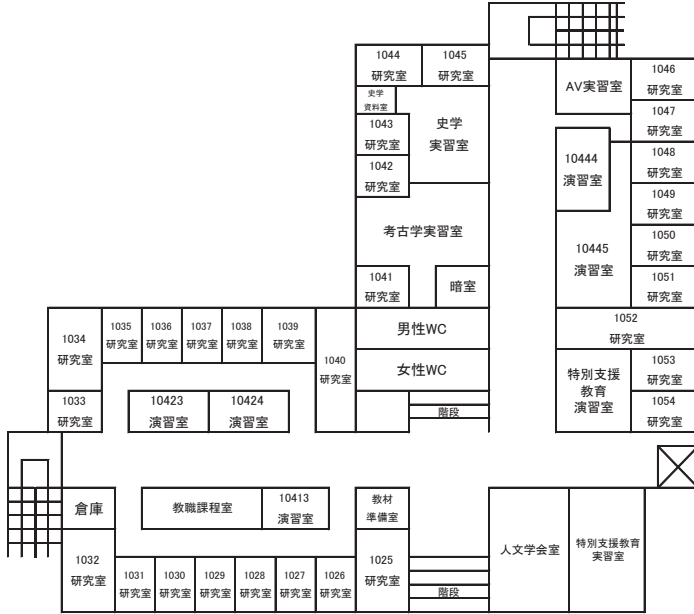 1044
研究室
1045
研究室
史学
資料室
1043
研究室
史学
実習室
1042
研究室
考古学実習室
1041
研究室
暗室
AV実習室
1046
研究室
1047
研究室
10444
演習室
1048
研究室
1049
研究室
10445
演習室
1050
研究室
1051
研究室
1052
研究室
特別支援
教育
演習室
1053
研究室
1054
研究室
1034
研究室
1035
研究室
1036
研究室
1037
研究室
1038
研究室
1039
研究室
1040
研究室
男性WC
女性WC
階段
1033
研究室
10423
演習室
10424
演習室
倉庫
教職課程室
10413
演習室
教材
準備室
1032
研究室
1031
研究室
1030
研究室
1029
研究室
1028
研究室
1027
研究室
1026
研究室
1025
研究室
階段
人文学会室
特別支援教育
実習室